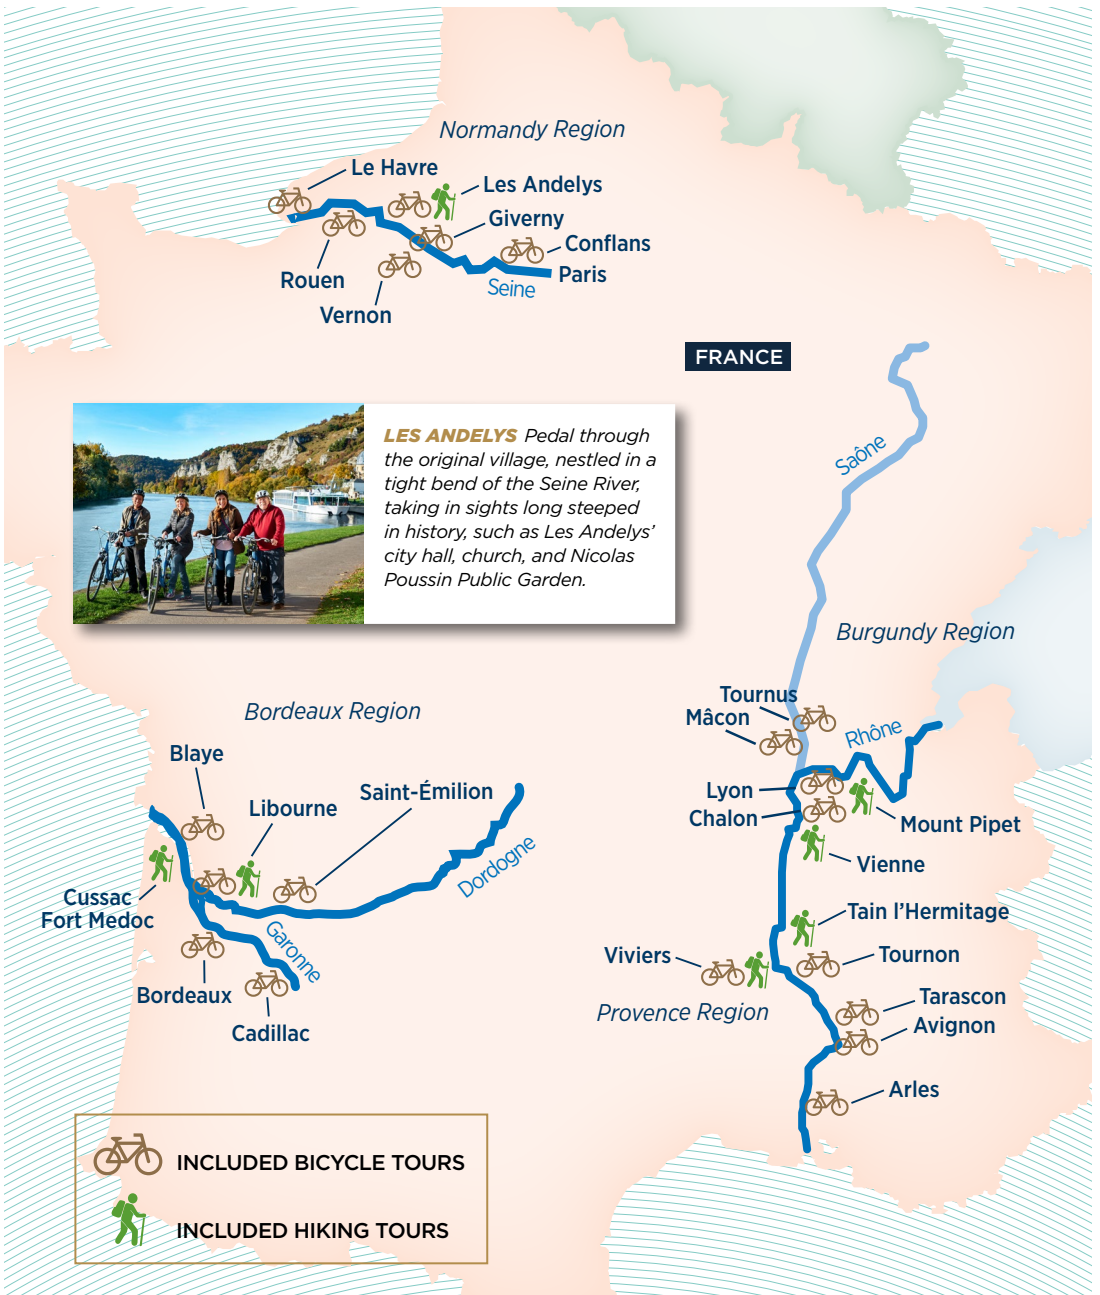 Normandy Region
Le Havre
Les Andelys
Giverny
Conflans
Paris
Rouen
Seine
Vernon
FRANCE
Saône
LES ANDELYS Pedal through
the original village, nestled in a
tight bend of the Seine River,
taking in sights long steeped
in history, such as Les Andelys’
city hall, church, and Nicolas
Poussin Public Garden.
Burgundy Region
Tournus
Mâcon
Rhône
Lyon
Chalon
Mount Pipet
Vienne
Bordeaux Region
Blaye
Libourne
Saint-Émilion
Dordogne
Cussac
Fort Medoc
Garonne
Bordeaux
Cadillac
Tain l’Hermitage
Viviers
Tournon
Provence Region
Tarascon
Avignon
Arles
INCLUDED BICYCLE TOURS
INCLUDED HIKING TOURS